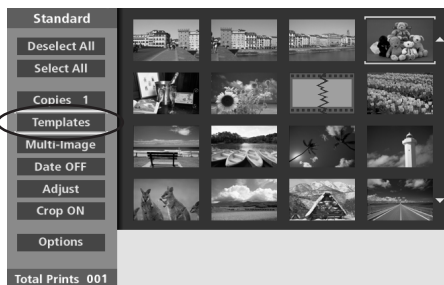 Standard
Deselect All
Select All
Copies 1
Templates
Multi-Image
Date OFF
Adjust
Crop ON
Options
Total Prints 001